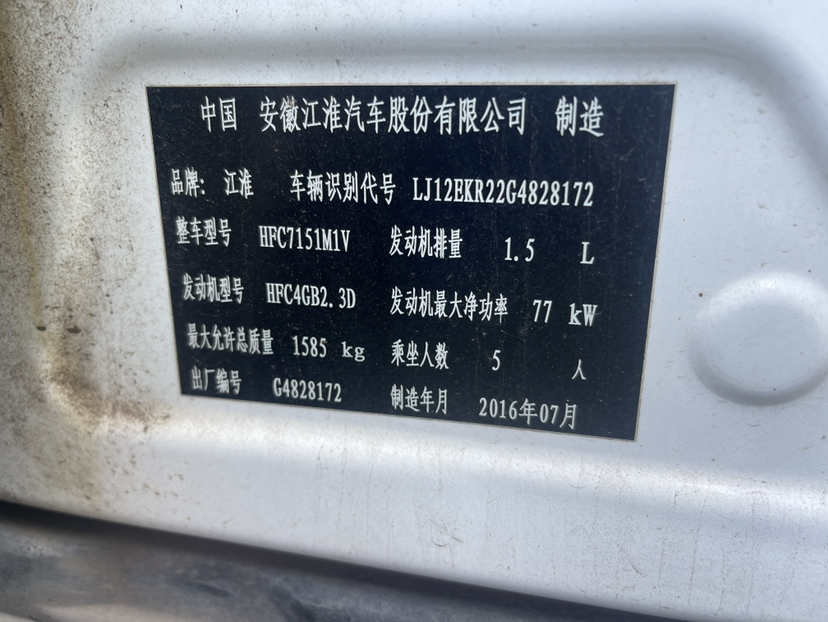 中国 安徽江淮汽车股份有限公司 制造
品牌: 江淮 车辆识别代号 LJ12EKR22G4828172
整车型号 HFC7151M1V 发动机排量 1.5 L
发动机型号 HFC4GB2.3D 发动机最大净功率 77 kW
最大允许总质量 1585 kg 乘坐人数 5 人
出厂编号 G4828172 制造年月 2016年07月